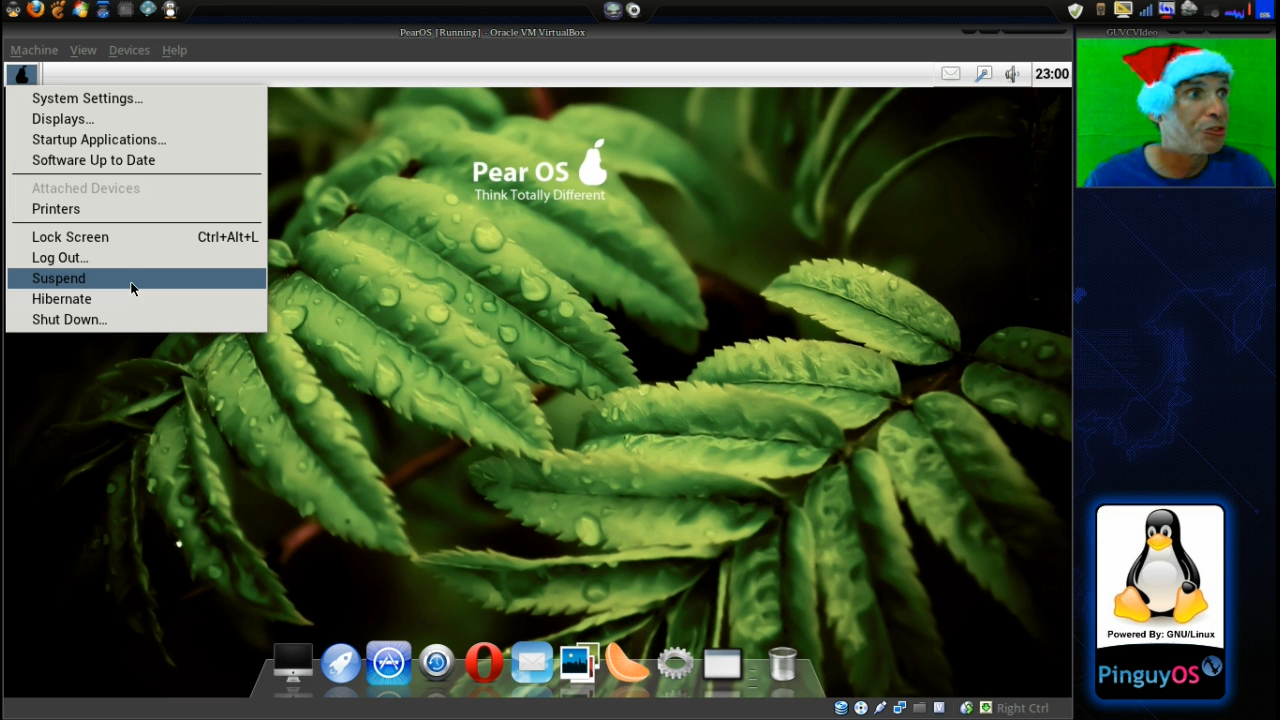 PearOS [Running] - Oracle VM VirtualBox
GUVCVideo
Machine View Devices Help
23:00
System Settings...
Displays...
Startup Applications...
Software Up to Date
Attached Devices
Printers
Lock Screen Ctrl+Alt+L
Log Out...
Suspend
Hibernate
Shut Down...
Pear OS
Think Totally Different
Powered By: GNU/Linux
PinguyOS
Right Ctrl